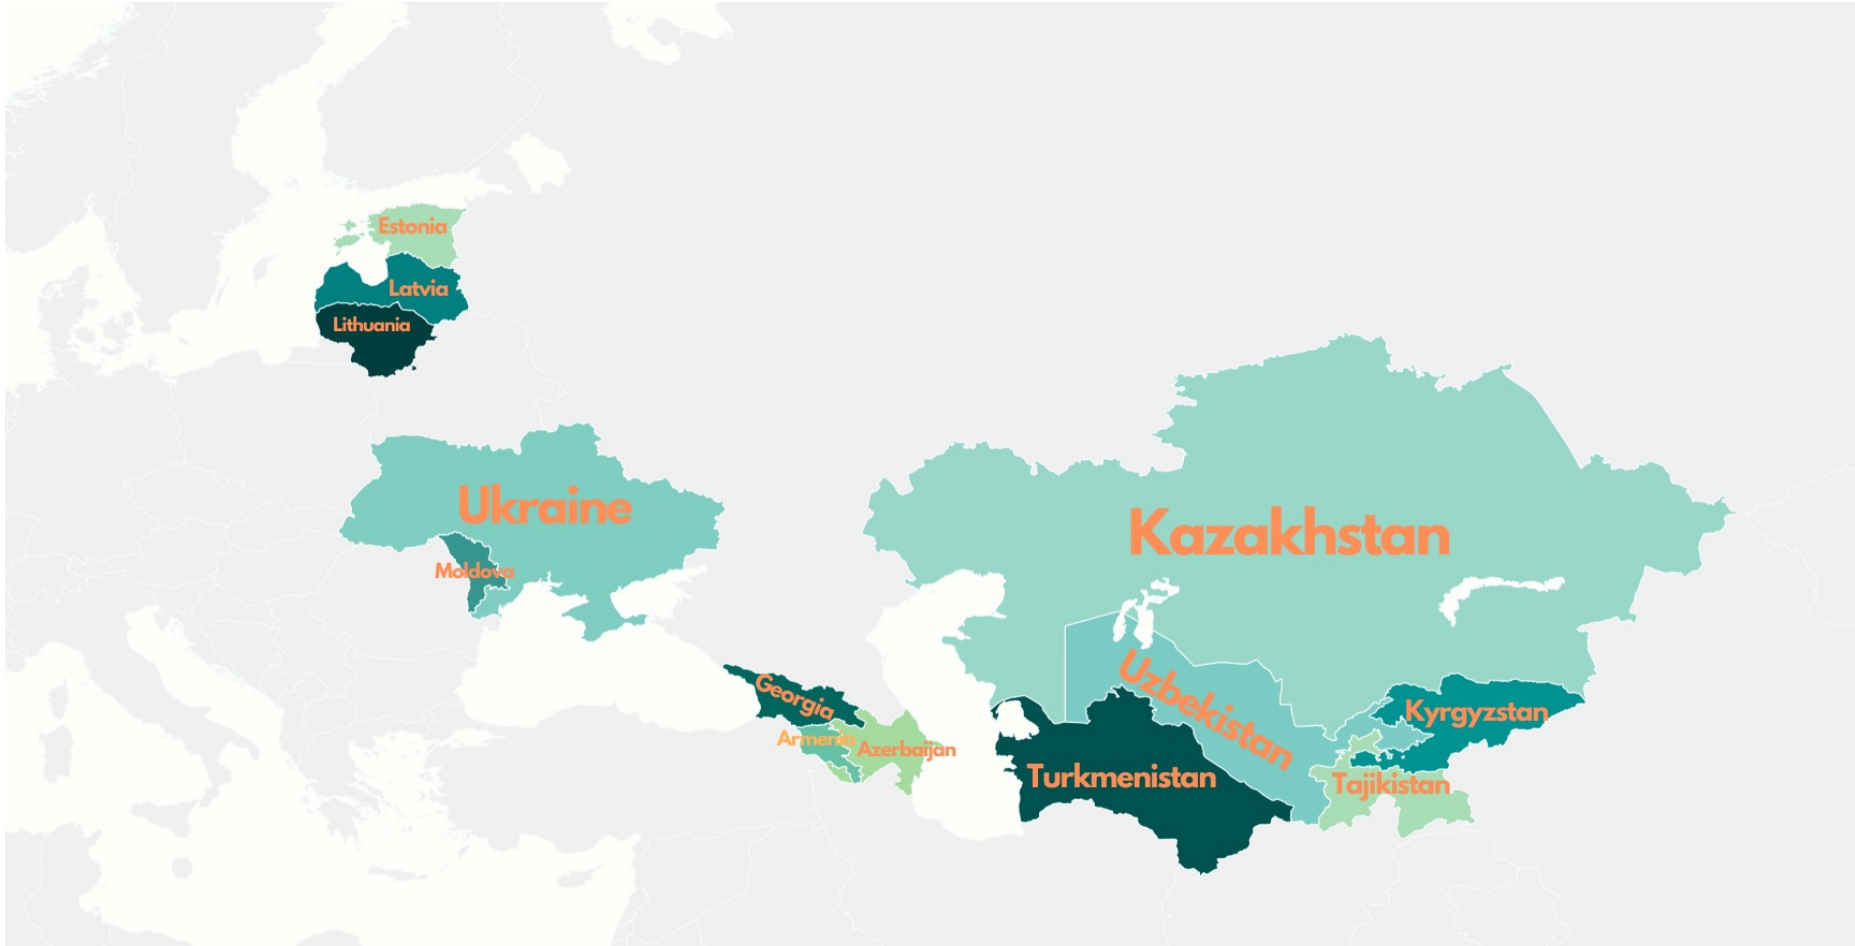 Estonia
Latvia
Lithuania
Ukraine
Kazakhstan
Moldova
Georgia
Uzbekistan
Armenia
Azerbaijan
Kyrgyzstan
Turkmenistan
Tajikistan